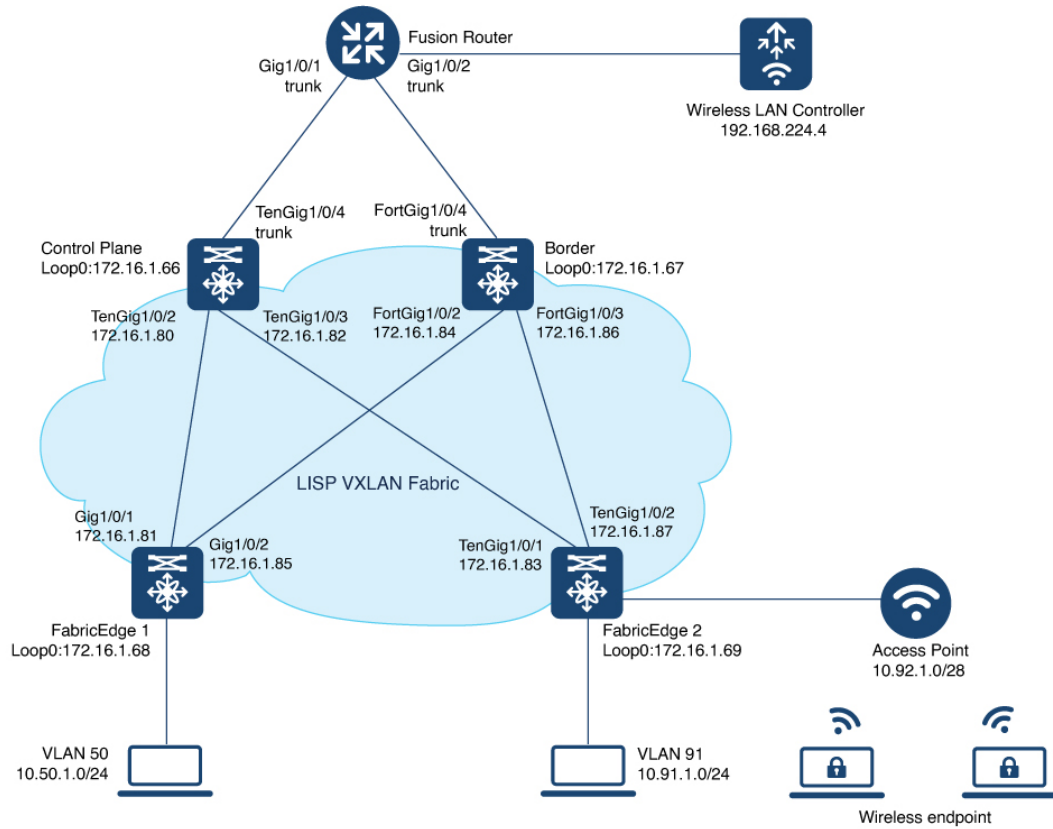 Fusion Router
Gig1/0/1
trunk
Gig1/0/2
trunk
Wireless LAN Controller
192.168.224.4
TenGig1/0/4
trunk
FortGig1/0/4
trunk
Control Plane
Loop0:172.16.1.66
Border
Loop0:172.16.1.67
TenGig1/0/2
172.16.1.80
TenGig1/0/3
172.16.1.82
FortGig1/0/2
172.16.1.84
FortGig1/0/3
172.16.1.86
LISP VXLAN Fabric
Gig1/0/1
172.16.1.81
Gig1/0/2
172.16.1.85
TenGig1/0/1
172.16.1.83
TenGig1/0/2
172.16.1.87
FabricEdge 1
Loop0:172.16.1.68
FabricEdge 2
Loop0:172.16.1.69
Access Point
10.92.1.0/28
VLAN 50
10.50.1.0/24
VLAN 91
10.91.1.0/24
Wireless endpoint